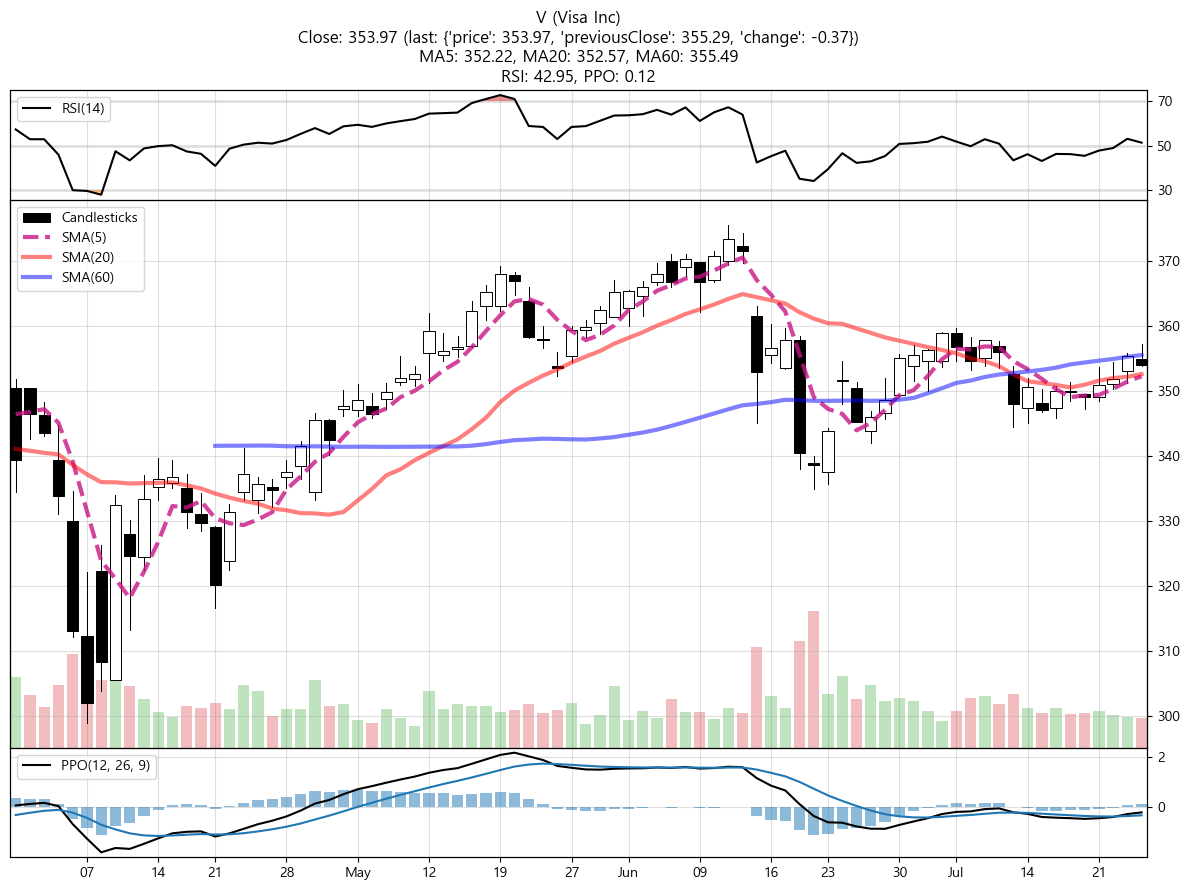 V (Visa Inc)
Close: 353.97 (last: {'price': 353.97, 'previousClose': 355.29, 'change': -0.37})
MA5: 352.22, MA20: 352.57, MA60: 355.49
RSI: 42.95, PPO: 0.12
RSI(14)
70
50
30
Candlesticks
SMA(5)
SMA(20)
SMA(60)
370
360
350
340
330
320
310
300
PPO(12, 26, 9)
2
0
07 14 21 28 May 12 19 27 Jun 09 16 23 30 Jul 14 21